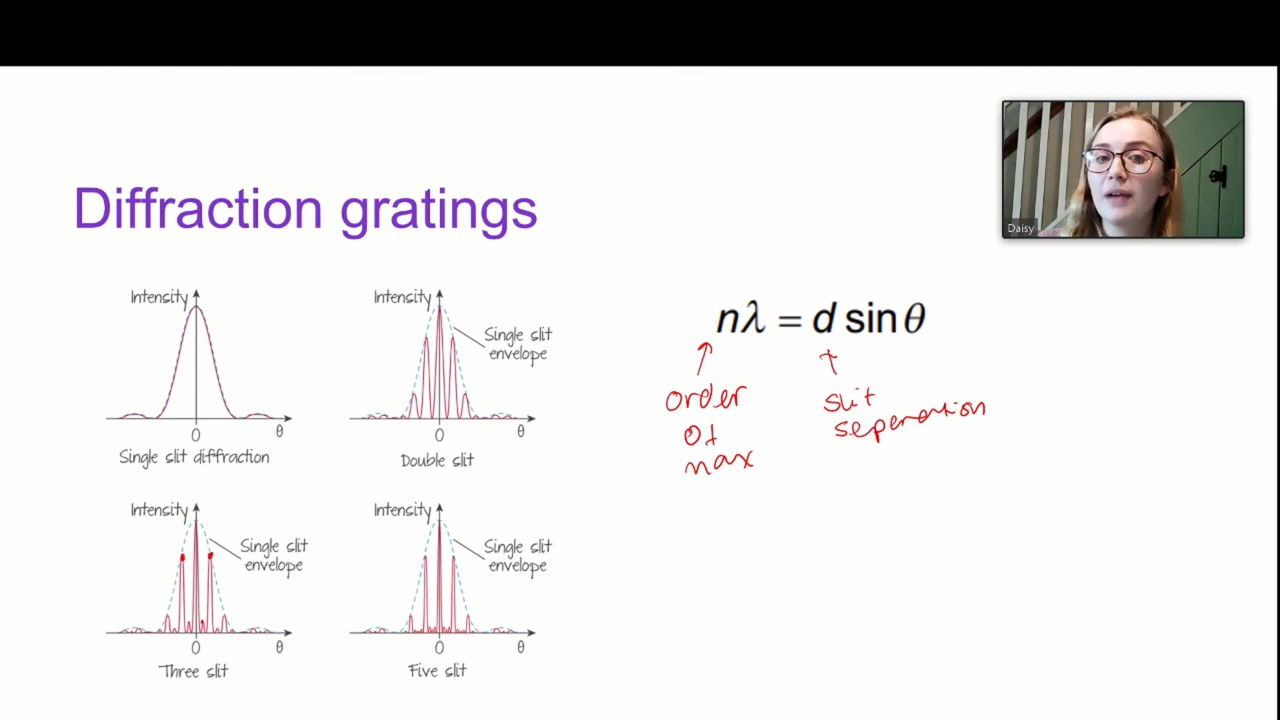 Diffraction gratings
Daisy
Intensity
0
θ
Single slit diffraction
Intensity
Single slit
envelope
0
θ
Double slit
Intensity
Single slit
envelope
0
θ
Three slit
Intensity
Single slit
envelope
0
θ
Five slit
nλ = d sin θ
order
of
max
slit
seperation